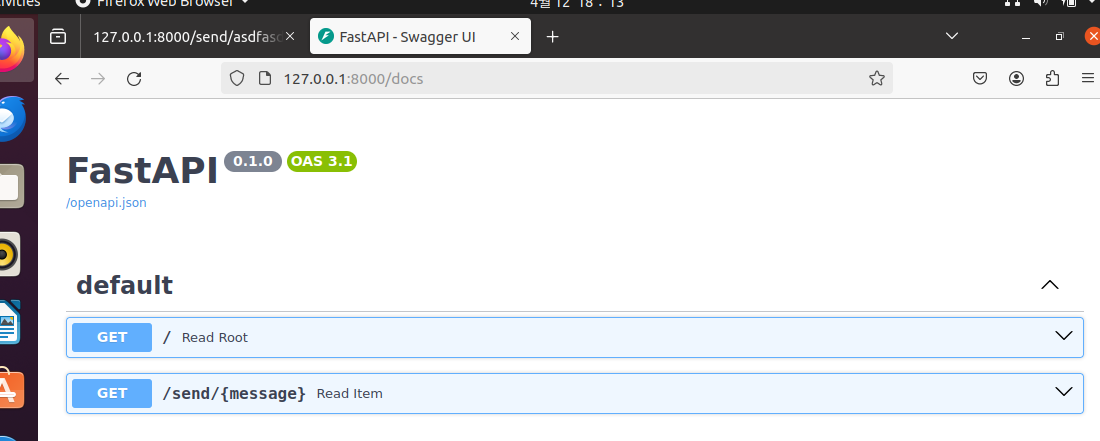 Firefox Web Browser
4월 12 18 : 13
127.0.0.1:8000/send/asdfasd
FastAPI - Swagger UI
127.0.0.1:8000/docs
FastAPI 0.1.0 OAS 3.1
/openapi.json
default
GET / Read Root
GET /send/{message} Read Item